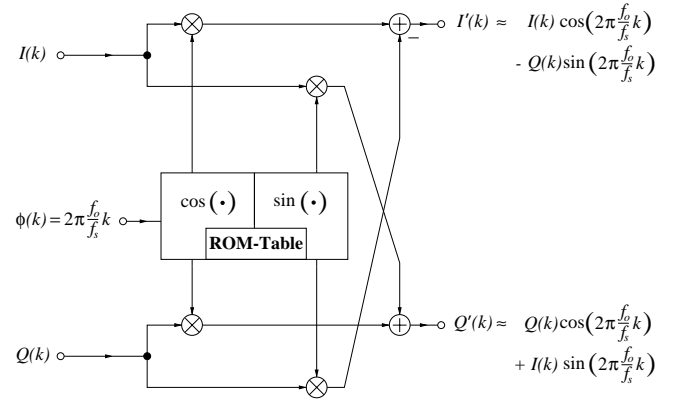 I(k)
I′(k) ≈ I(k) cos(2π f_o/f_s k)
- Q(k) sin(2π f_o/f_s k)
−
cos(·) sin(·)
ϕ(k) = 2π f_o/f_s k
ROM-Table
Q(k)
Q′(k) ≈ Q(k) cos(2π f_o/f_s k)
+ I(k) sin(2π f_o/f_s k)